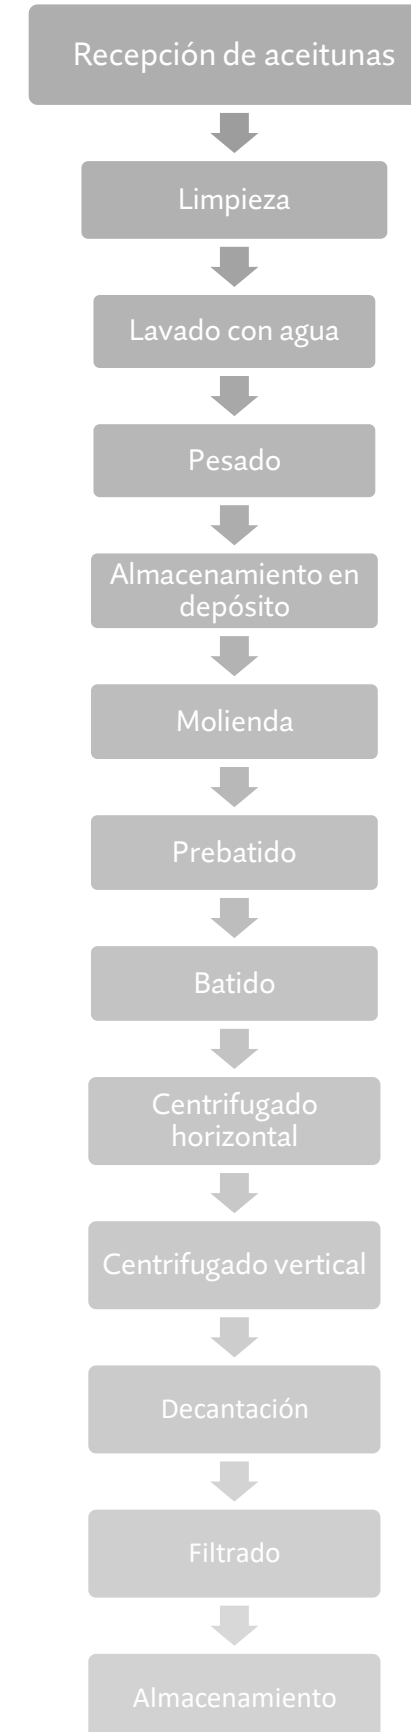 Recepción de aceitunas
Limpieza
Lavado con agua
Pesado
Almacenamiento en
depósito
Molienda
Prebatido
Batido
Centrifugado
horizontal
Centrifugado vertical
Decantación
Filtrado
Almacenamiento